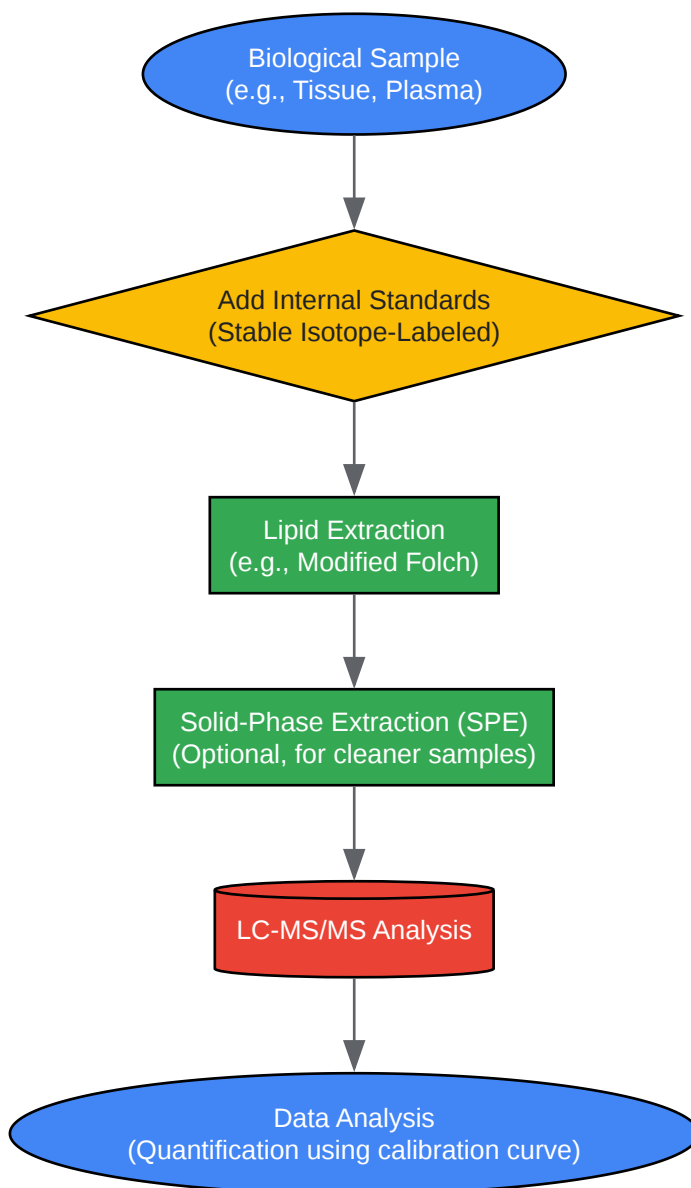 Biological Sample
(e.g., Tissue, Plasma)
Add Internal Standards
(Stable Isotope-Labeled)
Lipid Extraction
(e.g., Modified Folch)
Solid-Phase Extraction (SPE)
(Optional, for cleaner samples)
LC-MS/MS Analysis
Data Analysis
(Quantification using calibration curve)